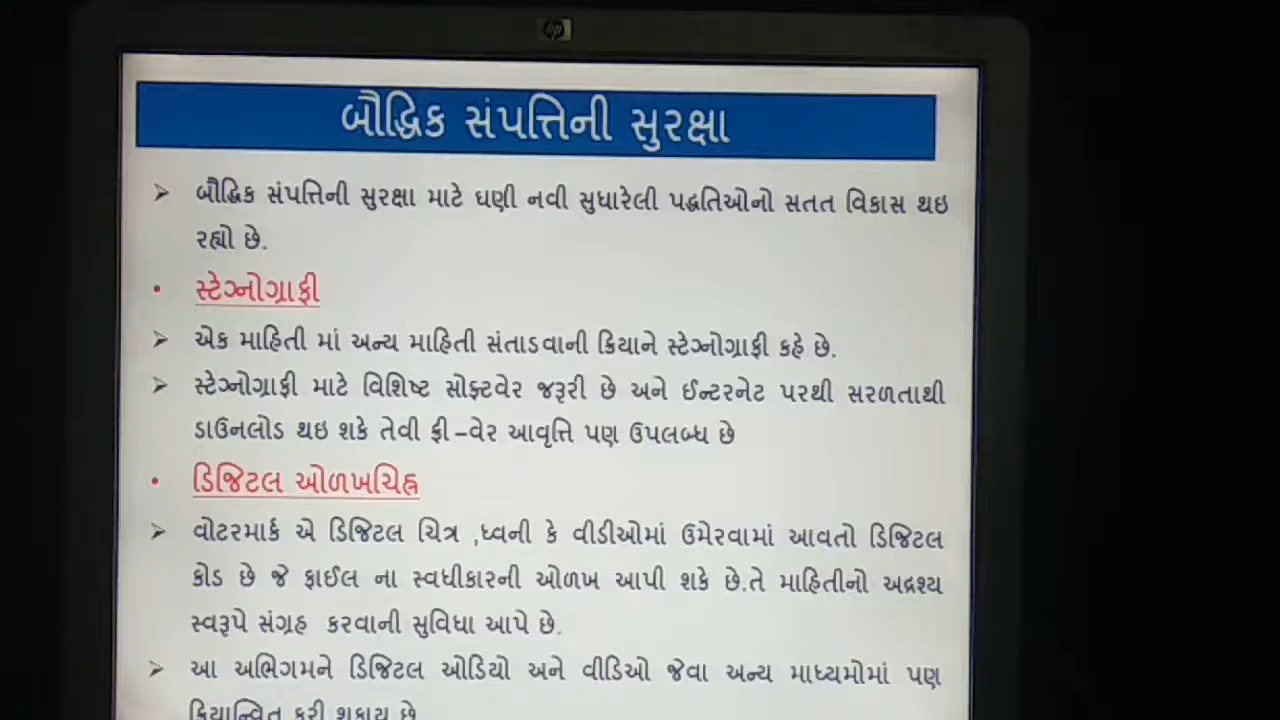 hp
બૌદ્ધિક સંપત્તિની સુરક્ષા
➢ બૌદ્ધિક સંપત્તિની સુરક્ષા માટે ઘણી નવી સુધારેલી પદ્ધતિઓનો સતત વિકાસ થઇ
રહ્યો છે.
• સ્ટેગ્નોગ્રાફી
➢ એક માહિતી માં અન્ય માહિતી સંતાડવાની ક્રિયાને સ્ટેગ્નોગ્રાફી કહે છે.
➢ સ્ટેગ્નોગ્રાફી માટે વિશિષ્ટ સોફ્ટવેર જરૂરી છે અને ઈન્ટરનેટ પરથી સરળતાથી
ડાઉનલોડ થઇ શકે તેવી ફ્રી –વેર આવૃત્તિ પણ ઉપલબ્ધ છે
• ડિજિટલ ઓળખચિહ્ન
➢ વોટરમાર્ક એ ડિજિટલ ચિત્ર ,ધ્વની કે વીડીઓમાં ઉમેરવામાં આવતો ડિજિટલ
કોડ છે જે ફાઈલ ના સ્વધીકારની ઓળખ આપી શકે છે.તે માહિતીનો અદ્રશ્ય
સ્વરૂપે સંગ્રહ કરવાની સુવિધા આપે છે.
➢ આ અભિગમને ડિજિટલ ઓડિયો અને વીડિઓ જેવા અન્ય માધ્યમોમાં પણ
ક્રિયાન્વિત કરી શકાય છે